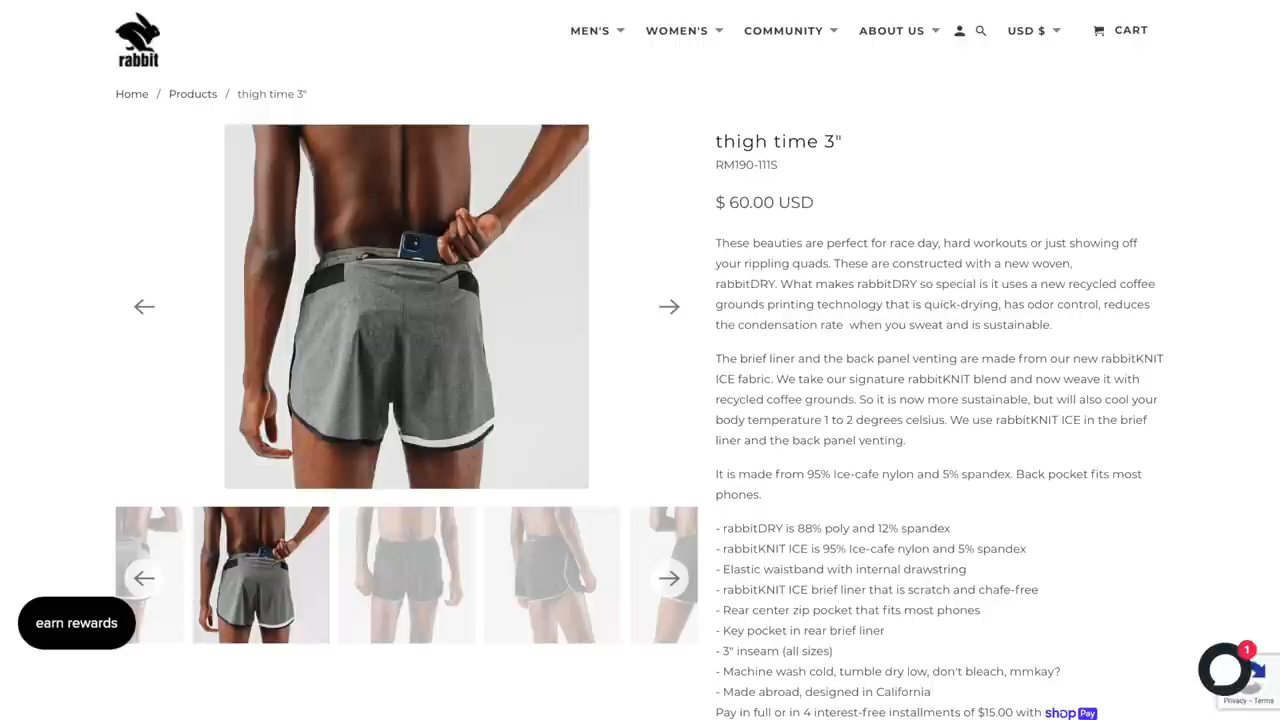 rabbit
MEN'S
WOMEN'S
COMMUNITY
ABOUT US
USD $
CART
Home / Products / thigh time 3"
thigh time 3"
RM190-111S
$ 60.00 USD
These beauties are perfect for race day, hard workouts or just showing off
your rippling quads. These are constructed with a new woven,
rabbitDRY. What makes rabbitDRY so special is it uses a new recycled coffee
grounds printing technology that is quick-drying, has odor control, reduces
the condensation rate when you sweat and is sustainable.
The brief liner and the back panel venting are made from our new rabbitKNIT
ICE fabric. We take our signature rabbitKNIT blend and now weave it with
recycled coffee grounds. So it is now more sustainable, but will also cool your
body temperature 1 to 2 degrees celsius. We use rabbitKNIT ICE in the brief
liner and the back panel venting.
It is made from 95% Ice-cafe nylon and 5% spandex. Back pocket fits most
phones.
- rabbitDRY is 88% poly and 12% spandex
- rabbitKNIT ICE is 95% Ice-cafe nylon and 5% spandex
- Elastic waistband with internal drawstring
- rabbitKNIT ICE brief liner that is scratch and chafe-free
- Rear center zip pocket that fits most phones
- Key pocket in rear brief liner
- 3" inseam (all sizes)
- Machine wash cold, tumble dry low, don't bleach, mmkay?
- Made abroad, designed in California
Pay in full or in 4 interest-free installments of $15.00 with shop Pay
earn rewards
1
Privacy - Terms